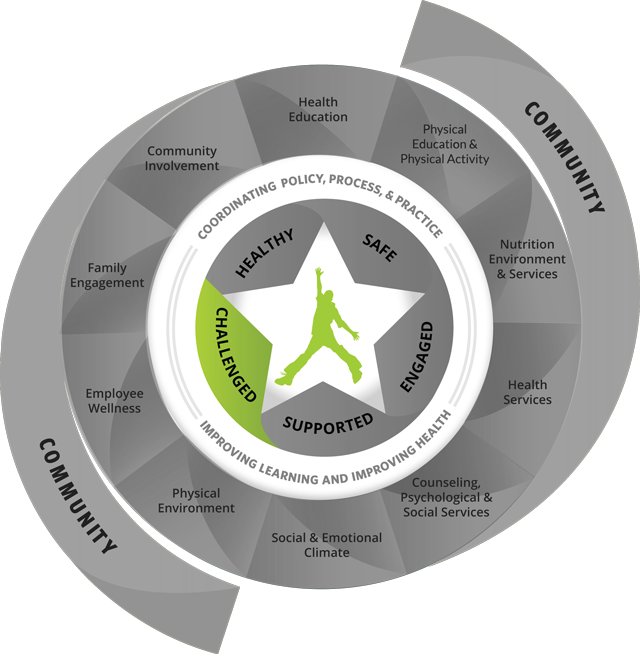 COMMUNITY
Health
Education
Physical
Education &
Physical Activity
Nutrition
Environment
& Services
Health
Services
Counseling,
Psychological &
Social Services
Social & Emotional
Climate
Physical
Environment
Employee
Wellness
Family
Engagement
Community
Involvement
COORDINATING POLICY, PROCESS, & PRACTICE
HEALTHY
SAFE
ENGAGED
SUPPORTED
CHALLENGED
IMPROVING LEARNING AND IMPROVING HEALTH
COMMUNITY